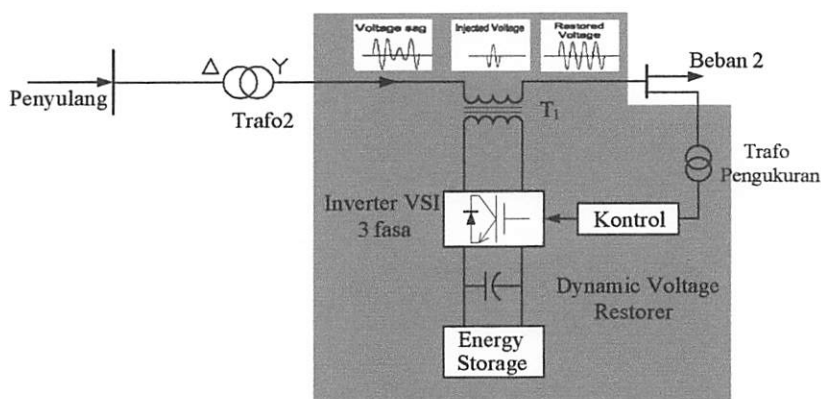 Voltage sag
Injected Voltage
Restored
Voltage
Beban 2
Penyulang
Δ
Y
Trafo2
T₁
Trafo
Pengukuran
Inverter VSI
3 fasa
Kontrol
Dynamic Voltage
Restorer
Energy
Storage